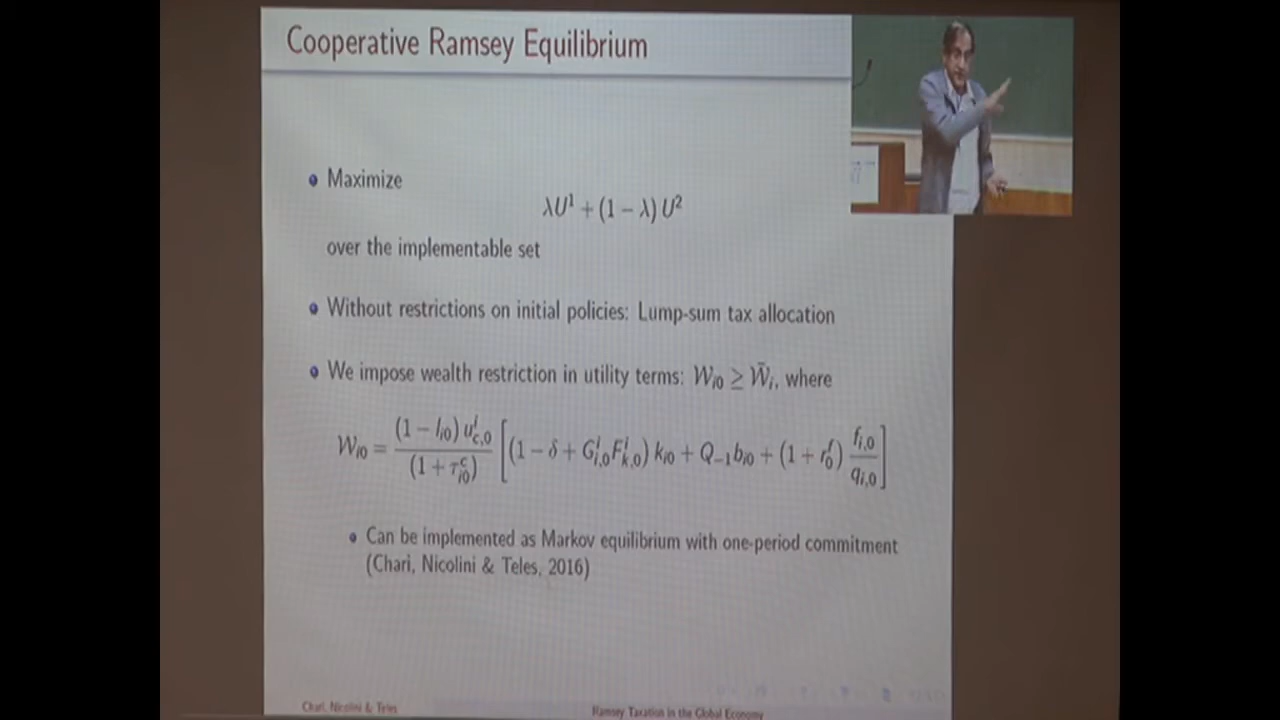 Cooperative Ramsey Equilibrium
Maximize
λU¹ + (1 − λ) U²
over the implementable set
Without restrictions on initial policies: Lump-sum tax allocation
We impose wealth restriction in utility terms: 𝒲_{i0} ≥ \bar{𝒲}_i, where
𝒲_{i0} = \frac{(1 − l_{i0}) u^i_{c,0}}{(1 + τ^c_{i0})} [(1 − δ + G^i_{i,0} F^i_{k,0}) k_{i0} + Q_{−1} b_{i0} + (1 + r^f_0) \frac{f_{i,0}}{q_{i,0}}]
Can be implemented as Markov equilibrium with one-period commitment
(Chari, Nicolini & Teles, 2016)
Chari, Nicolini & Teles
Ramsey Taxation in the Global Economy